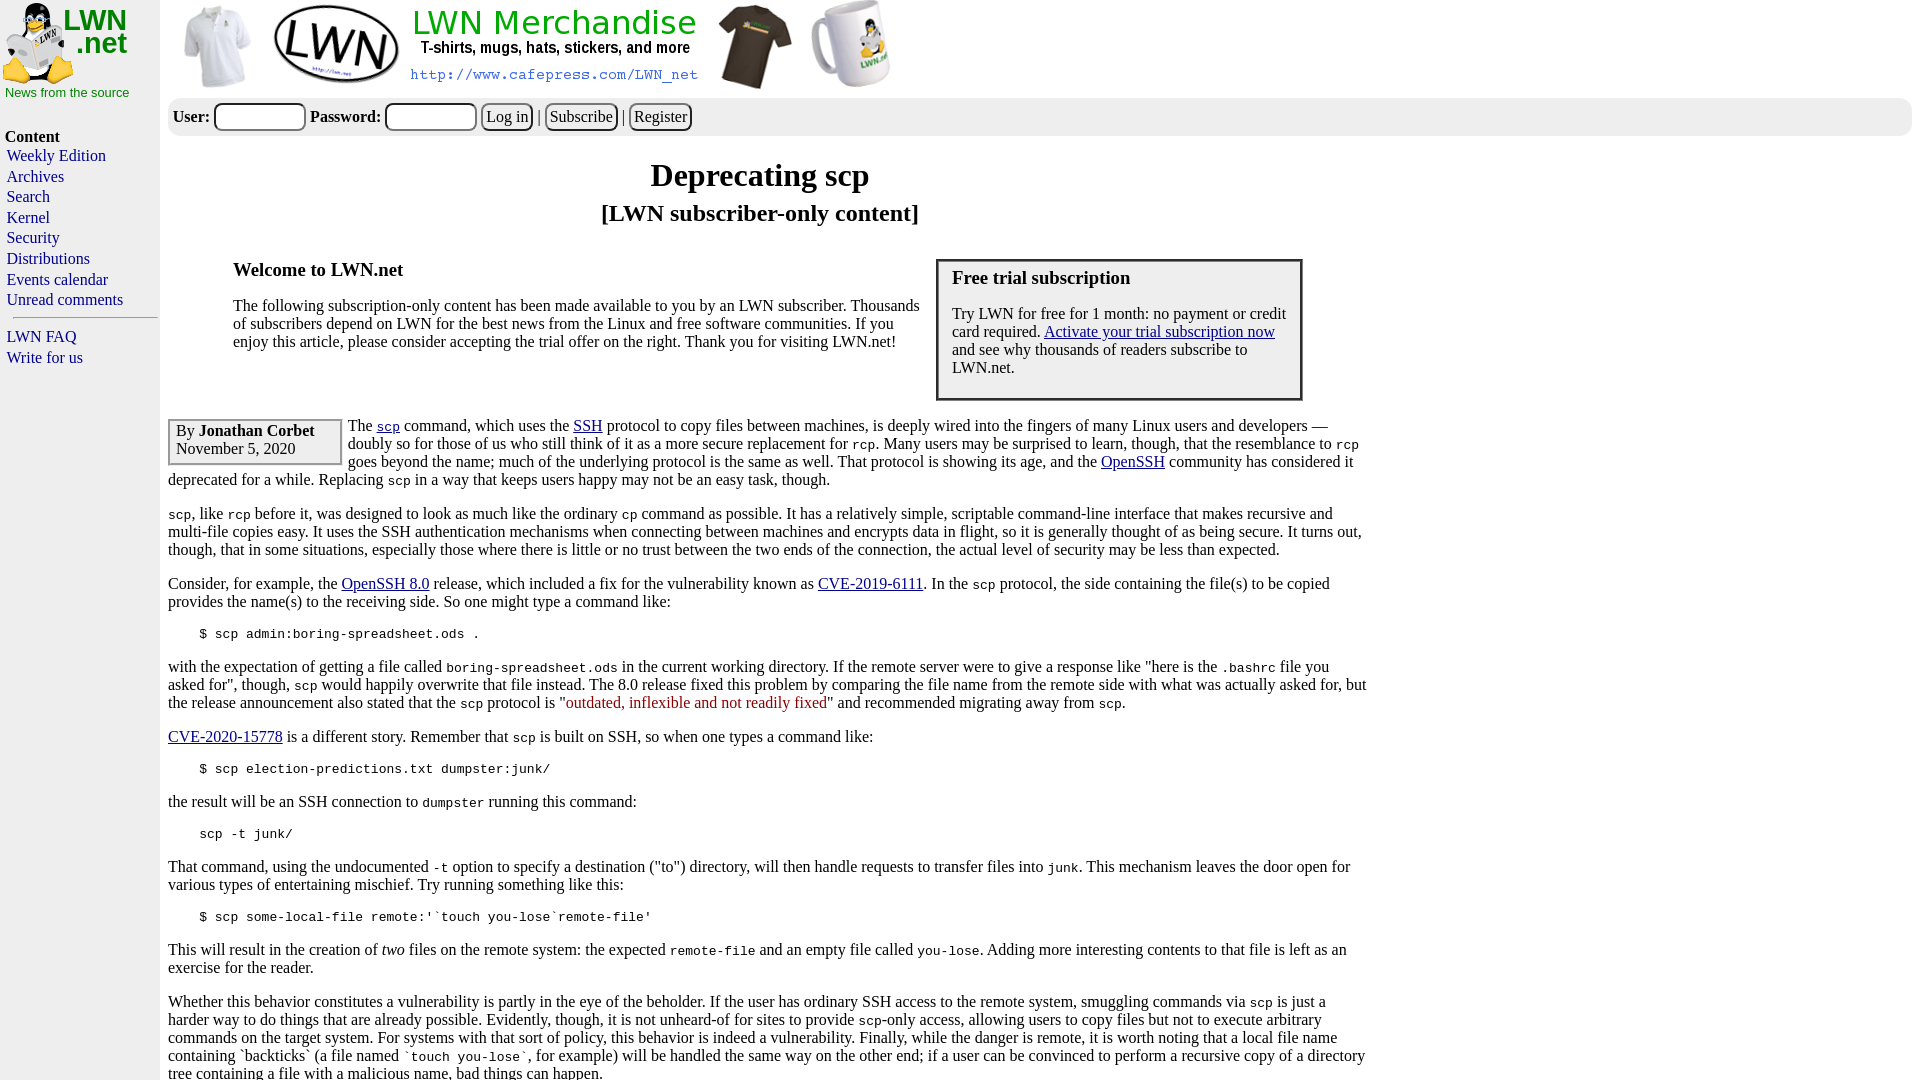 LWN
.net
News from the source
Content
Weekly Edition
Archives
Search
Kernel
Security
Distributions
Events calendar
Unread comments
LWN FAQ
Write for us
LWN
http://lwn.net
LWN Merchandise
T-shirts, mugs, hats, stickers, and more
http://www.cafepress.com/LWN_net
User: Password: Log in | Subscribe | Register
Deprecating scp
[LWN subscriber-only content]
Welcome to LWN.net
The following subscription-only content has been made available to you by an LWN subscriber. Thousands
of subscribers depend on LWN for the best news from the Linux and free software communities. If you
enjoy this article, please consider accepting the trial offer on the right. Thank you for visiting LWN.net!
Free trial subscription
Try LWN for free for 1 month: no payment or credit
card required. Activate your trial subscription now
and see why thousands of readers subscribe to
LWN.net.
By Jonathan Corbet
November 5, 2020
The scp command, which uses the SSH protocol to copy files between machines, is deeply wired into the fingers of many Linux users and developers —
doubly so for those of us who still think of it as a more secure replacement for rcp. Many users may be surprised to learn, though, that the resemblance to rcp
goes beyond the name; much of the underlying protocol is the same as well. That protocol is showing its age, and the OpenSSH community has considered it
deprecated for a while. Replacing scp in a way that keeps users happy may not be an easy task, though.
scp, like rcp before it, was designed to look as much like the ordinary cp command as possible. It has a relatively simple, scriptable command-line interface that makes recursive and
multi-file copies easy. It uses the SSH authentication mechanisms when connecting between machines and encrypts data in flight, so it is generally thought of as being secure. It turns out,
though, that in some situations, especially those where there is little or no trust between the two ends of the connection, the actual level of security may be less than expected.
Consider, for example, the OpenSSH 8.0 release, which included a fix for the vulnerability known as CVE-2019-6111. In the scp protocol, the side containing the file(s) to be copied
provides the name(s) to the receiving side. So one might type a command like:
$ scp admin:boring-spreadsheet.ods .
with the expectation of getting a file called boring-spreadsheet.ods in the current working directory. If the remote server were to give a response like "here is the .bashrc file you
asked for", though, scp would happily overwrite that file instead. The 8.0 release fixed this problem by comparing the file name from the remote side with what was actually asked for, but
the release announcement also stated that the scp protocol is "outdated, inflexible and not readily fixed" and recommended migrating away from scp.
CVE-2020-15778 is a different story. Remember that scp is built on SSH, so when one types a command like:
$ scp election-predictions.txt dumpster:junk/
the result will be an SSH connection to dumpster running this command:
scp -t junk/
That command, using the undocumented -t option to specify a destination ("to") directory, will then handle requests to transfer files into junk. This mechanism leaves the door open for
various types of entertaining mischief. Try running something like this:
$ scp some-local-file remote:'`touch you-lose`remote-file'
This will result in the creation of two files on the remote system: the expected remote-file and an empty file called you-lose. Adding more interesting contents to that file is left as an
exercise for the reader.
Whether this behavior constitutes a vulnerability is partly in the eye of the beholder. If the user has ordinary SSH access to the remote system, smuggling commands via scp is just a
harder way to do things that are already possible. Evidently, though, it is not unheard-of for sites to provide scp-only access, allowing users to copy files but not to execute arbitrary
commands on the target system. For systems with that sort of policy, this behavior is indeed a vulnerability. Finally, while the danger is remote, it is worth noting that a local file name
containing `backticks` (a file named `touch you-lose`, for example) will be handled the same way on the other end; if a user can be convinced to perform a recursive copy of a directory
tree containing a file with a malicious name, bad things can happen.